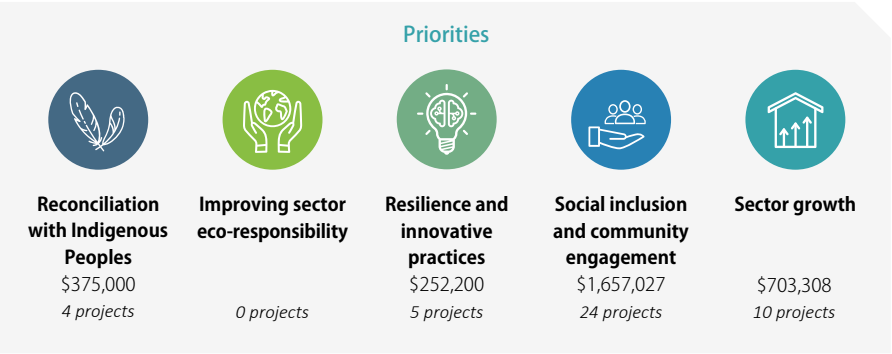 Priorities
Reconciliation
with Indigenous
Peoples
$375,000
4 projects
Improving sector
eco-responsibility
0 projects
Resilience and
innovative
practices
$252,200
5 projects
Social inclusion
and community
engagement
$1,657,027
24 projects
Sector growth
$703,308
10 projects